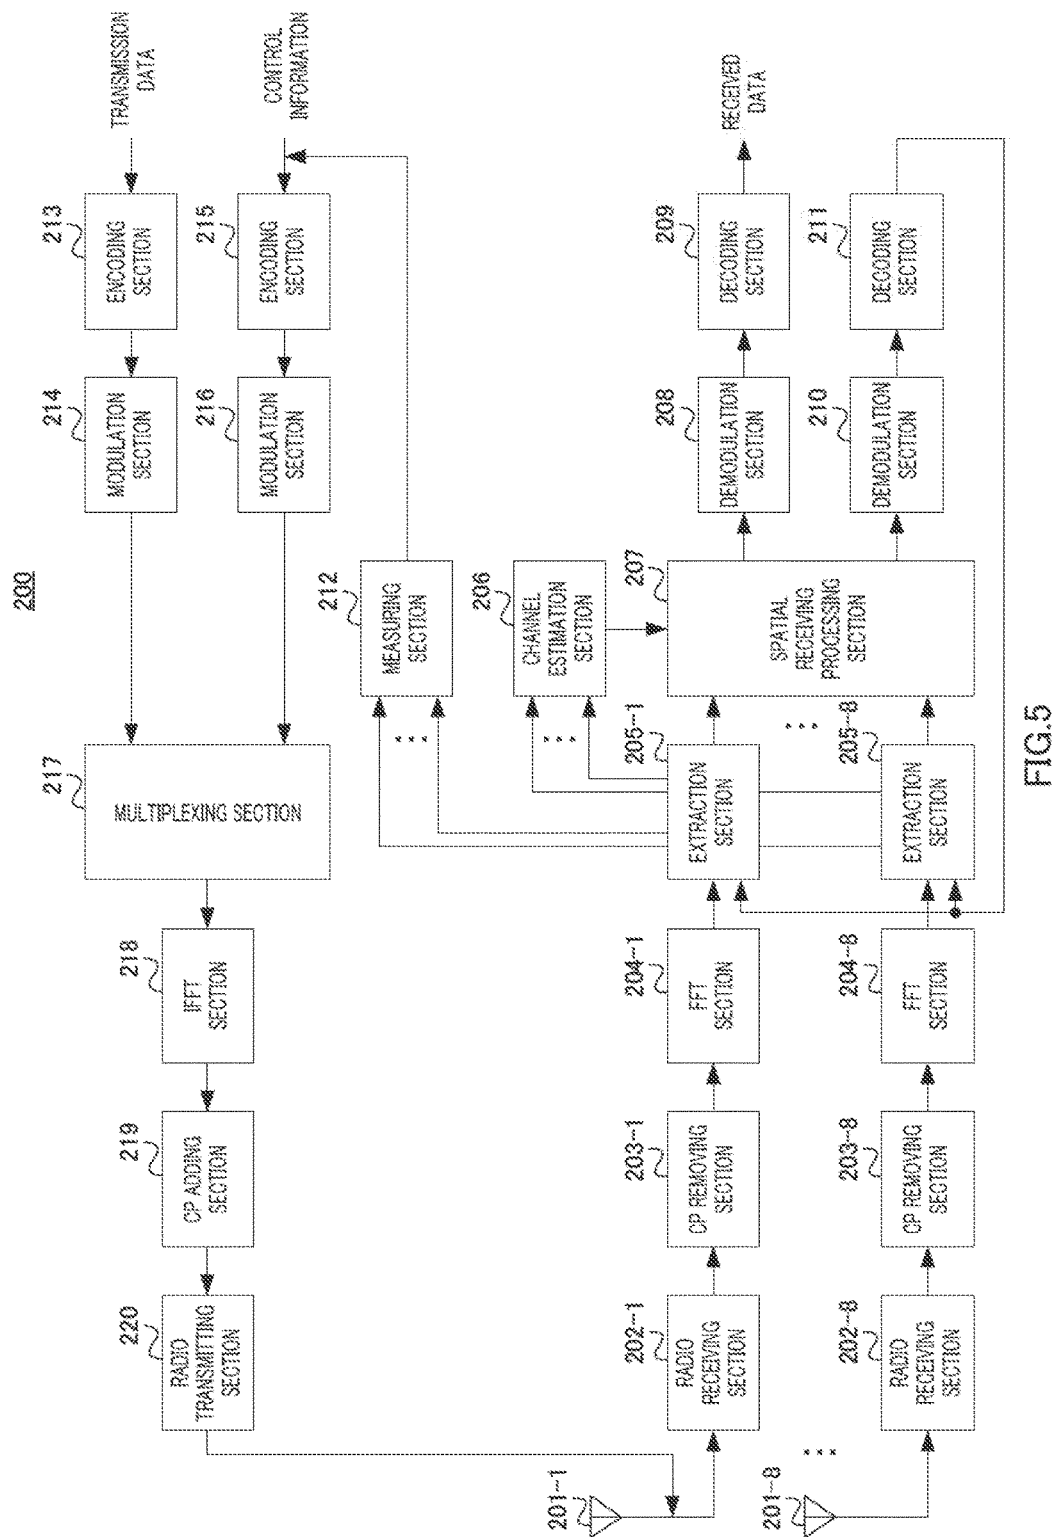 200
TRANSMISSION
DATA
CONTROL
INFORMATION
213
ENCODING
SECTION
215
ENCODING
SECTION
214
MODULATION
SECTION
216
MODULATION
SECTION
217
MULTIPLEXING SECTION
218
IFFT
SECTION
219
CP ADDING
SECTION
220
RADIO
TRANSMITTING
SECTION
212
MEASURING
SECTION
206
CHANNEL
ESTIMATION
SECTION
201-1
202-1
RADIO
RECEIVING
SECTION
203-1
CP REMOVING
SECTION
204-1
FFT
SECTION
205-1
EXTRACTION
SECTION
201-8
202-8
RADIO
RECEIVING
SECTION
203-8
CP REMOVING
SECTION
204-8
FFT
SECTION
205-8
EXTRACTION
SECTION
207
SPATIAL
RECEIVING
PROCESSING
SECTION
208
DEMODULATION
SECTION
209
DECODING
SECTION
RECEIVED
DATA
210
DEMODULATION
SECTION
211
DECODING
SECTION
FIG.5